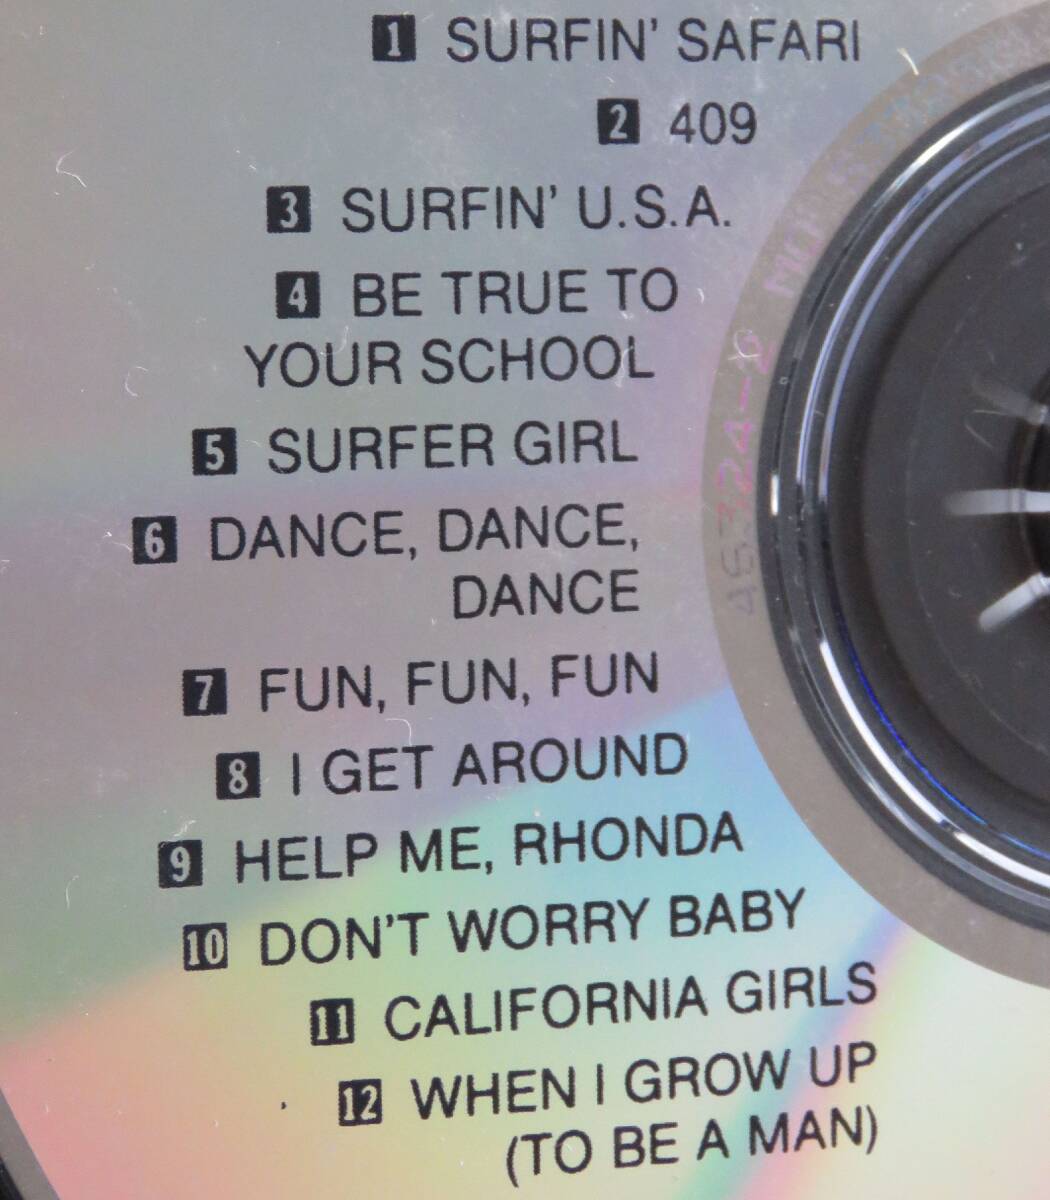 1 SURFIN' SAFARI
2 409
3 SURFIN' U.S.A.
4 BE TRUE TO
YOUR SCHOOL
5 SURFER GIRL
6 DANCE, DANCE,
DANCE
7 FUN, FUN, FUN
8 I GET AROUND
9 HELP ME, RHONDA
10 DON'T WORRY BABY
11 CALIFORNIA GIRLS
12 WHEN I GROW UP
(TO BE A MAN)
46324-2